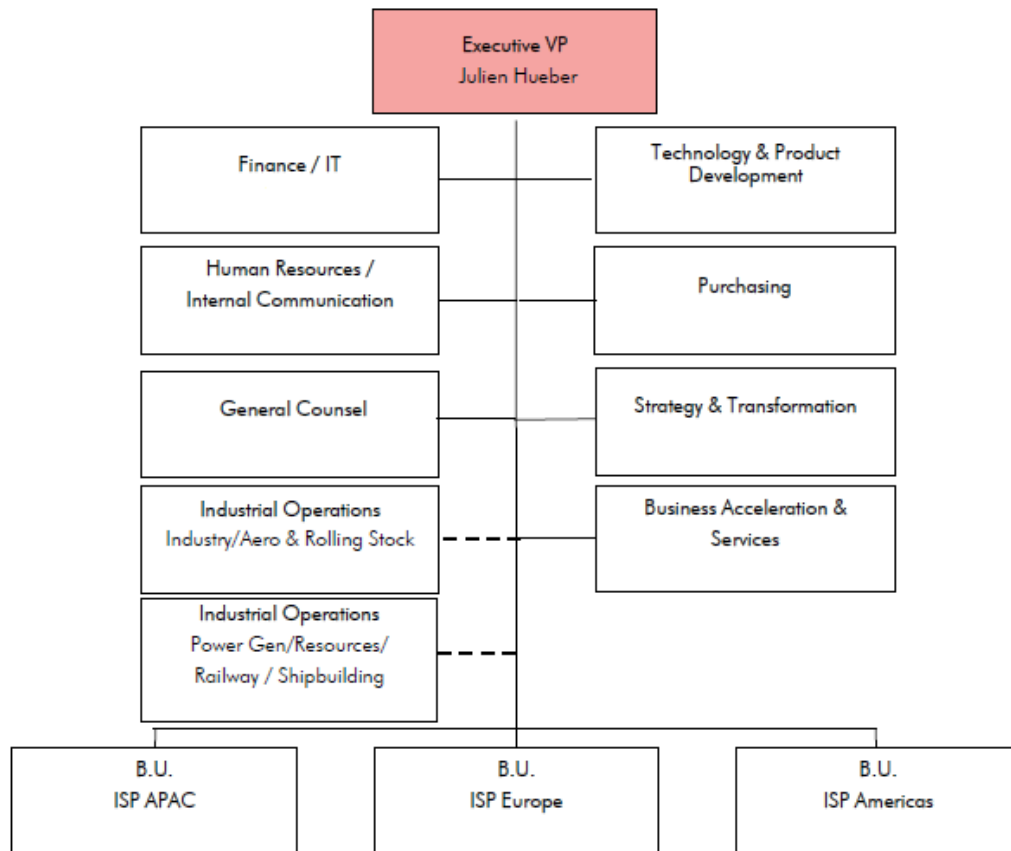 Executive VP
Julien Hueber
Finance / IT
Technology & Product
Development
Human Resources /
Internal Communication
Purchasing
General Counsel
Strategy & Transformation
Industrial Operations
Industry/Aero & Rolling Stock
Business Acceleration &
Services
Industrial Operations
Power Gen/Resources/
Railway / Shipbuilding
B.U.
ISP APAC
B.U.
ISP Europe
B.U.
ISP Americas